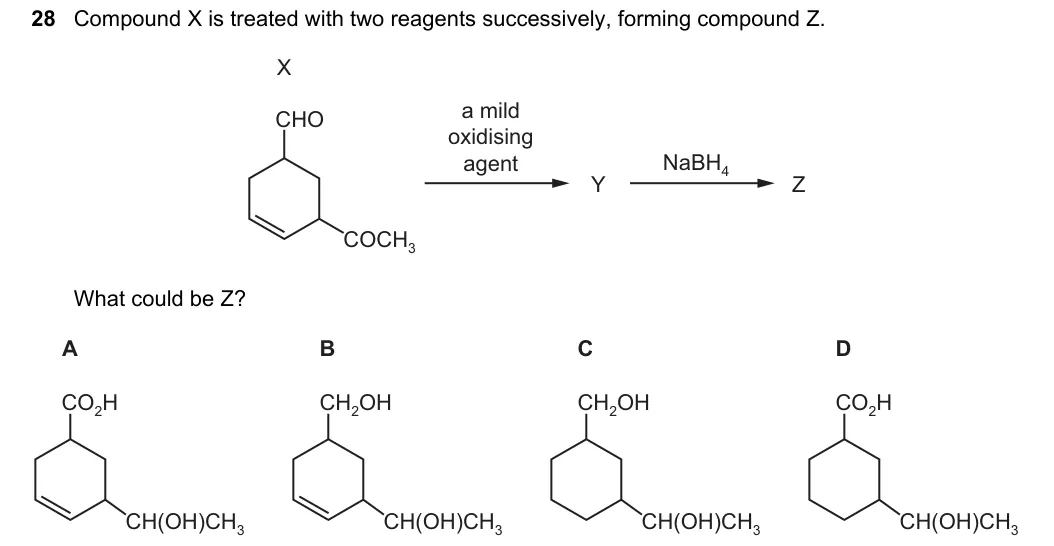 28 Compound X is treated with two reagents successively, forming compound Z.
X
CHO
COCH₃
a mild
oxidising
agent
Y
NaBH₄
Z
What could be Z?
A B C D
CO₂H CH₂OH CH₂OH CO₂H
CH(OH)CH₃ CH(OH)CH₃ CH(OH)CH₃ CH(OH)CH₃